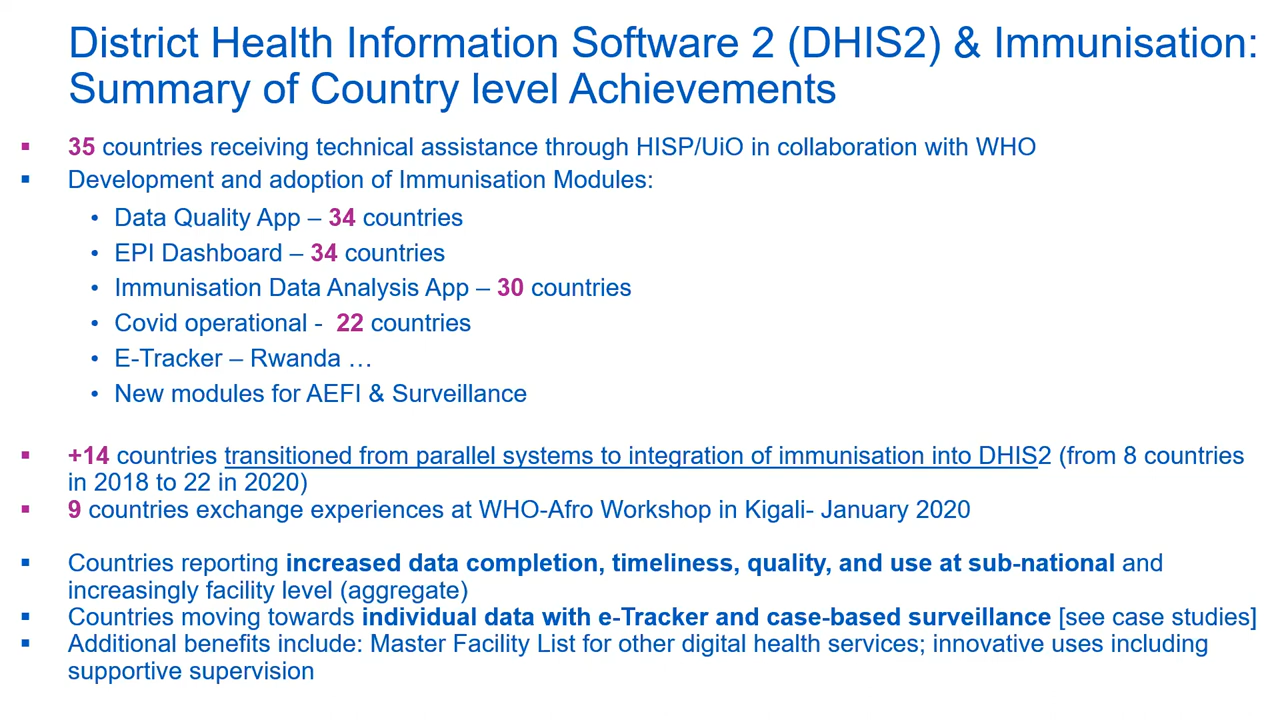 District Health Information Software 2 (DHIS2) & Immunisation:
Summary of Country level Achievements
▪ 35 countries receiving technical assistance through HISP/UiO in collaboration with WHO
▪ Development and adoption of Immunisation Modules:
• Data Quality App – 34 countries
• EPI Dashboard – 34 countries
• Immunisation Data Analysis App – 30 countries
• Covid operational - 22 countries
• E-Tracker – Rwanda …
• New modules for AEFI & Surveillance
▪ +14 countries transitioned from parallel systems to integration of immunisation into DHIS2 (from 8 countries
in 2018 to 22 in 2020)
▪ 9 countries exchange experiences at WHO-Afro Workshop in Kigali- January 2020
▪ Countries reporting increased data completion, timeliness, quality, and use at sub-national and
increasingly facility level (aggregate)
▪ Countries moving towards individual data with e-Tracker and case-based surveillance [see case studies]
▪ Additional benefits include: Master Facility List for other digital health services; innovative uses including
supportive supervision